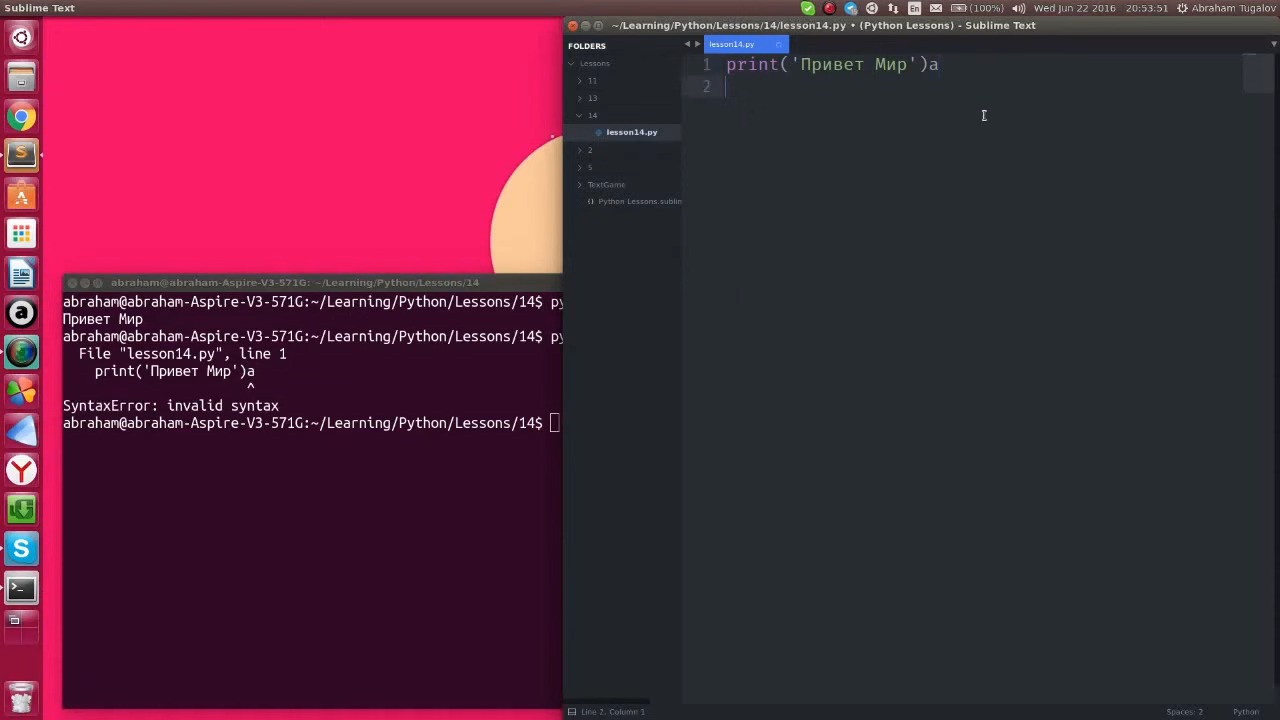 Sublime Text
En
(100%)
Wed Jun 22 2016 20:53:51
Abraham Tugalov
~/Learning/Python/Lessons/14/lesson14.py • (Python Lessons) - Sublime Text
FOLDERS
Lessons
11
13
14
lesson14.py
2
5
TextGame
Python Lessons.sublim
lesson14.py
1 print('Привет Мир')a
2
abraham@abraham-Aspire-V3-571G: ~/Learning/Python/Lessons/14
abraham@abraham-Aspire-V3-571G:~/Learning/Python/Lessons/14$ py
Привет Мир
abraham@abraham-Aspire-V3-571G:~/Learning/Python/Lessons/14$ py
File "lesson14.py", line 1
print('Привет Мир')a
^
SyntaxError: invalid syntax
abraham@abraham-Aspire-V3-571G:~/Learning/Python/Lessons/14$
Line 2, Column 1
Spaces: 2
Python